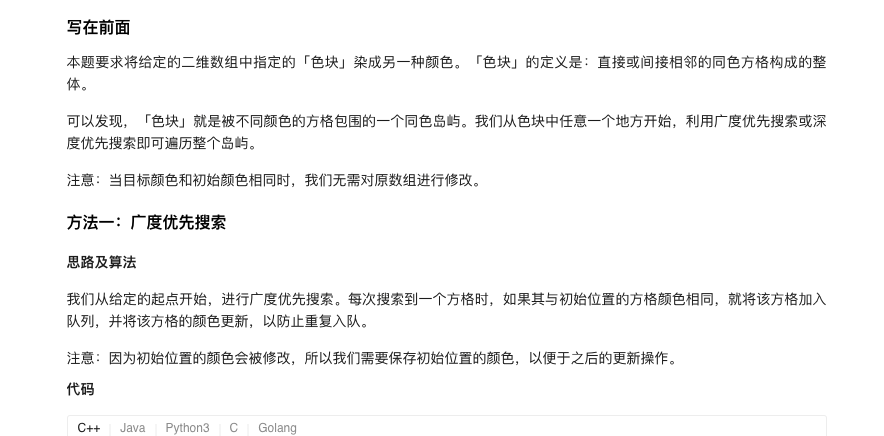 写在前面
本题要求将给定的二维数组中指定的「色块」染成另一种颜色。「色块」的定义是：直接或间接相邻的同色方格构成的整
体。
可以发现，「色块」就是被不同颜色的方格包围的一个同色岛屿。我们从色块中任意一个地方开始，利用广度优先搜索或深
度优先搜索即可遍历整个岛屿。
注意：当目标颜色和初始颜色相同时，我们无需对原数组进行修改。
方法一：广度优先搜索
思路及算法
我们从给定的起点开始，进行广度优先搜索。每次搜索到一个方格时，如果其与初始位置的方格颜色相同，就将该方格加入
队列，并将该方格的颜色更新，以防止重复入队。
注意：因为初始位置的颜色会被修改，所以我们需要保存初始位置的颜色，以便于之后的更新操作。
代码
C++ | Java | Python3 | C | Golang